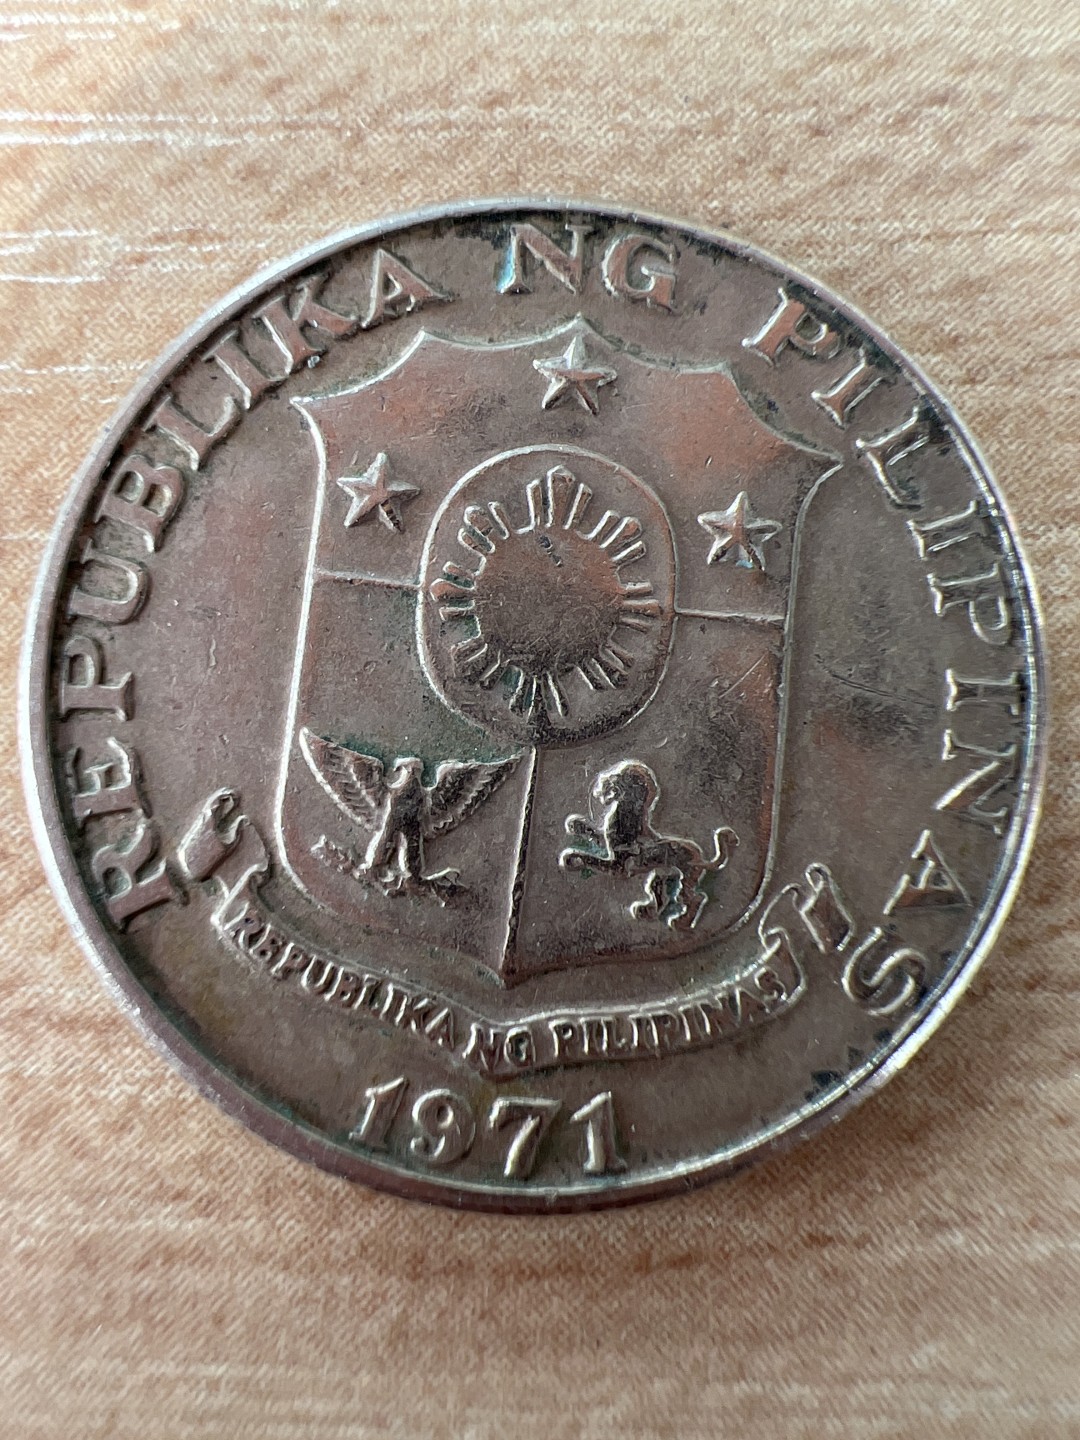 REPUBLIKA NG PILIPINAS
REPUBLIKA NG PILIPINAS
1971